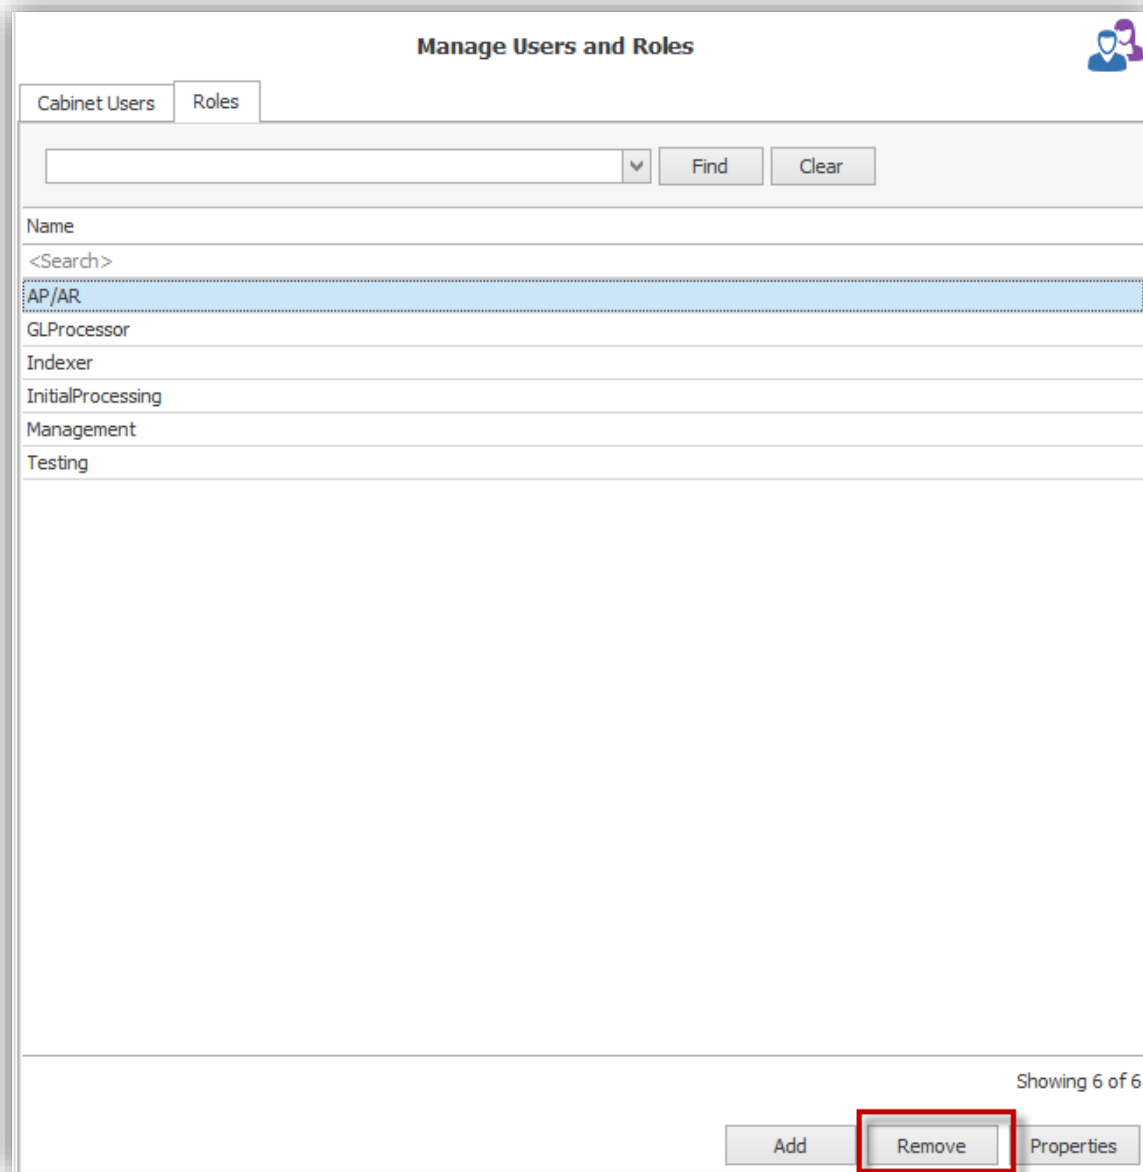 Manage Users and Roles
Cabinet Users Roles
Find Clear
Name
<Search>
AP/AR
GLProcessor
Indexer
InitialProcessing
Management
Testing
Showing 6 of 6
Add Remove Properties